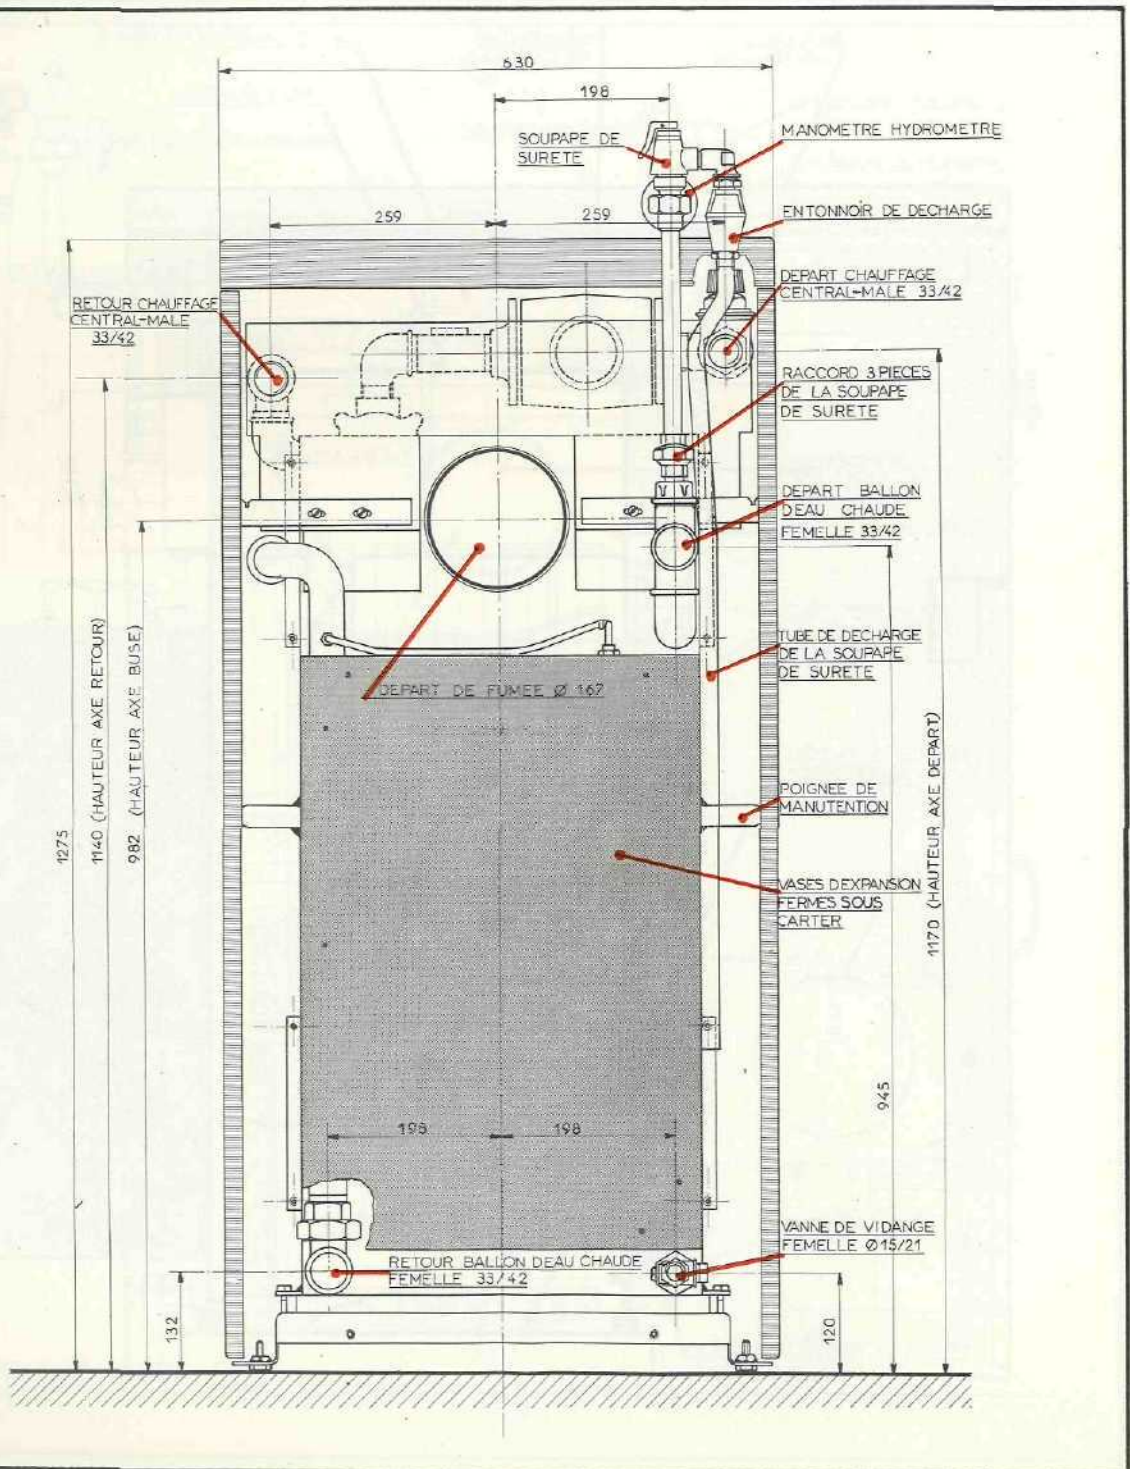 630
198
SOUPAPE DE
SURETE
MANOMETRE HYDROMETRE
259
259
ENTONNOIR DE DECHARGE
RETOUR CHAUFFAGE
CENTRAL-MALE
33/42
DEPART CHAUFFAGE
CENTRAL-MALE 33/42
RACCORD 3 PIECES
DE LA SOUPAPE
DE SURETE
DEPART BALLON
DEAU CHAUDE
FEMELLE 33/42
TUBE DE DECHARGE
DE LA SOUPAPE
DE SURETE
DEPART DE FUMEE Ø 167
POIGNEE DE
MANUTENTION
VASES DEXPANSION
FERMES SOUS
CARTER
1275
1140 (HAUTEUR AXE RETOUR)
982 (HAUTEUR AXE BUSE)
1170 (HAUTEUR AXE DEPART)
945
198
198
VANNE DE VIDANGE
FEMELLE Ø15/21
RETOUR BALLON DEAU CHAUDE
FEMELLE 33/42
132
120